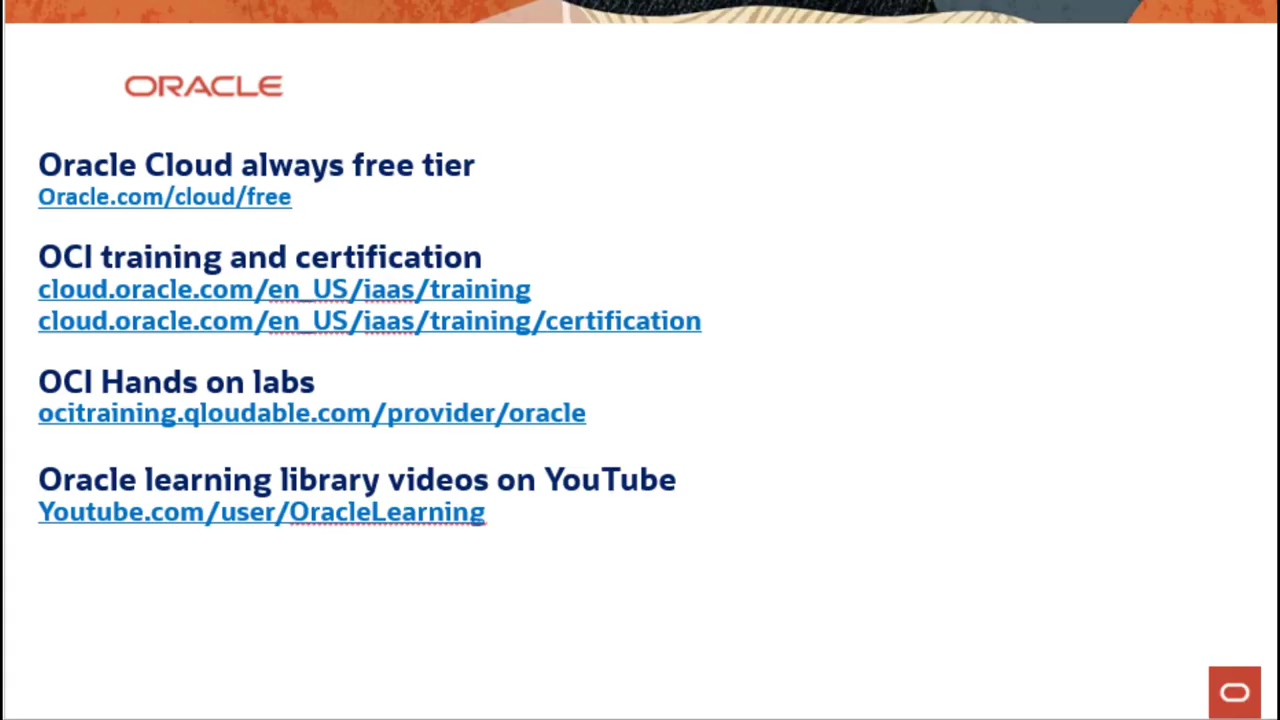 ORACLE
Oracle Cloud always free tier
Oracle.com/cloud/free
OCI training and certification
cloud.oracle.com/en_US/iaas/training
cloud.oracle.com/en_US/iaas/training/certification
OCI Hands on labs
ocitraining.qloudable.com/provider/oracle
Oracle learning library videos on YouTube
Youtube.com/user/OracleLearning